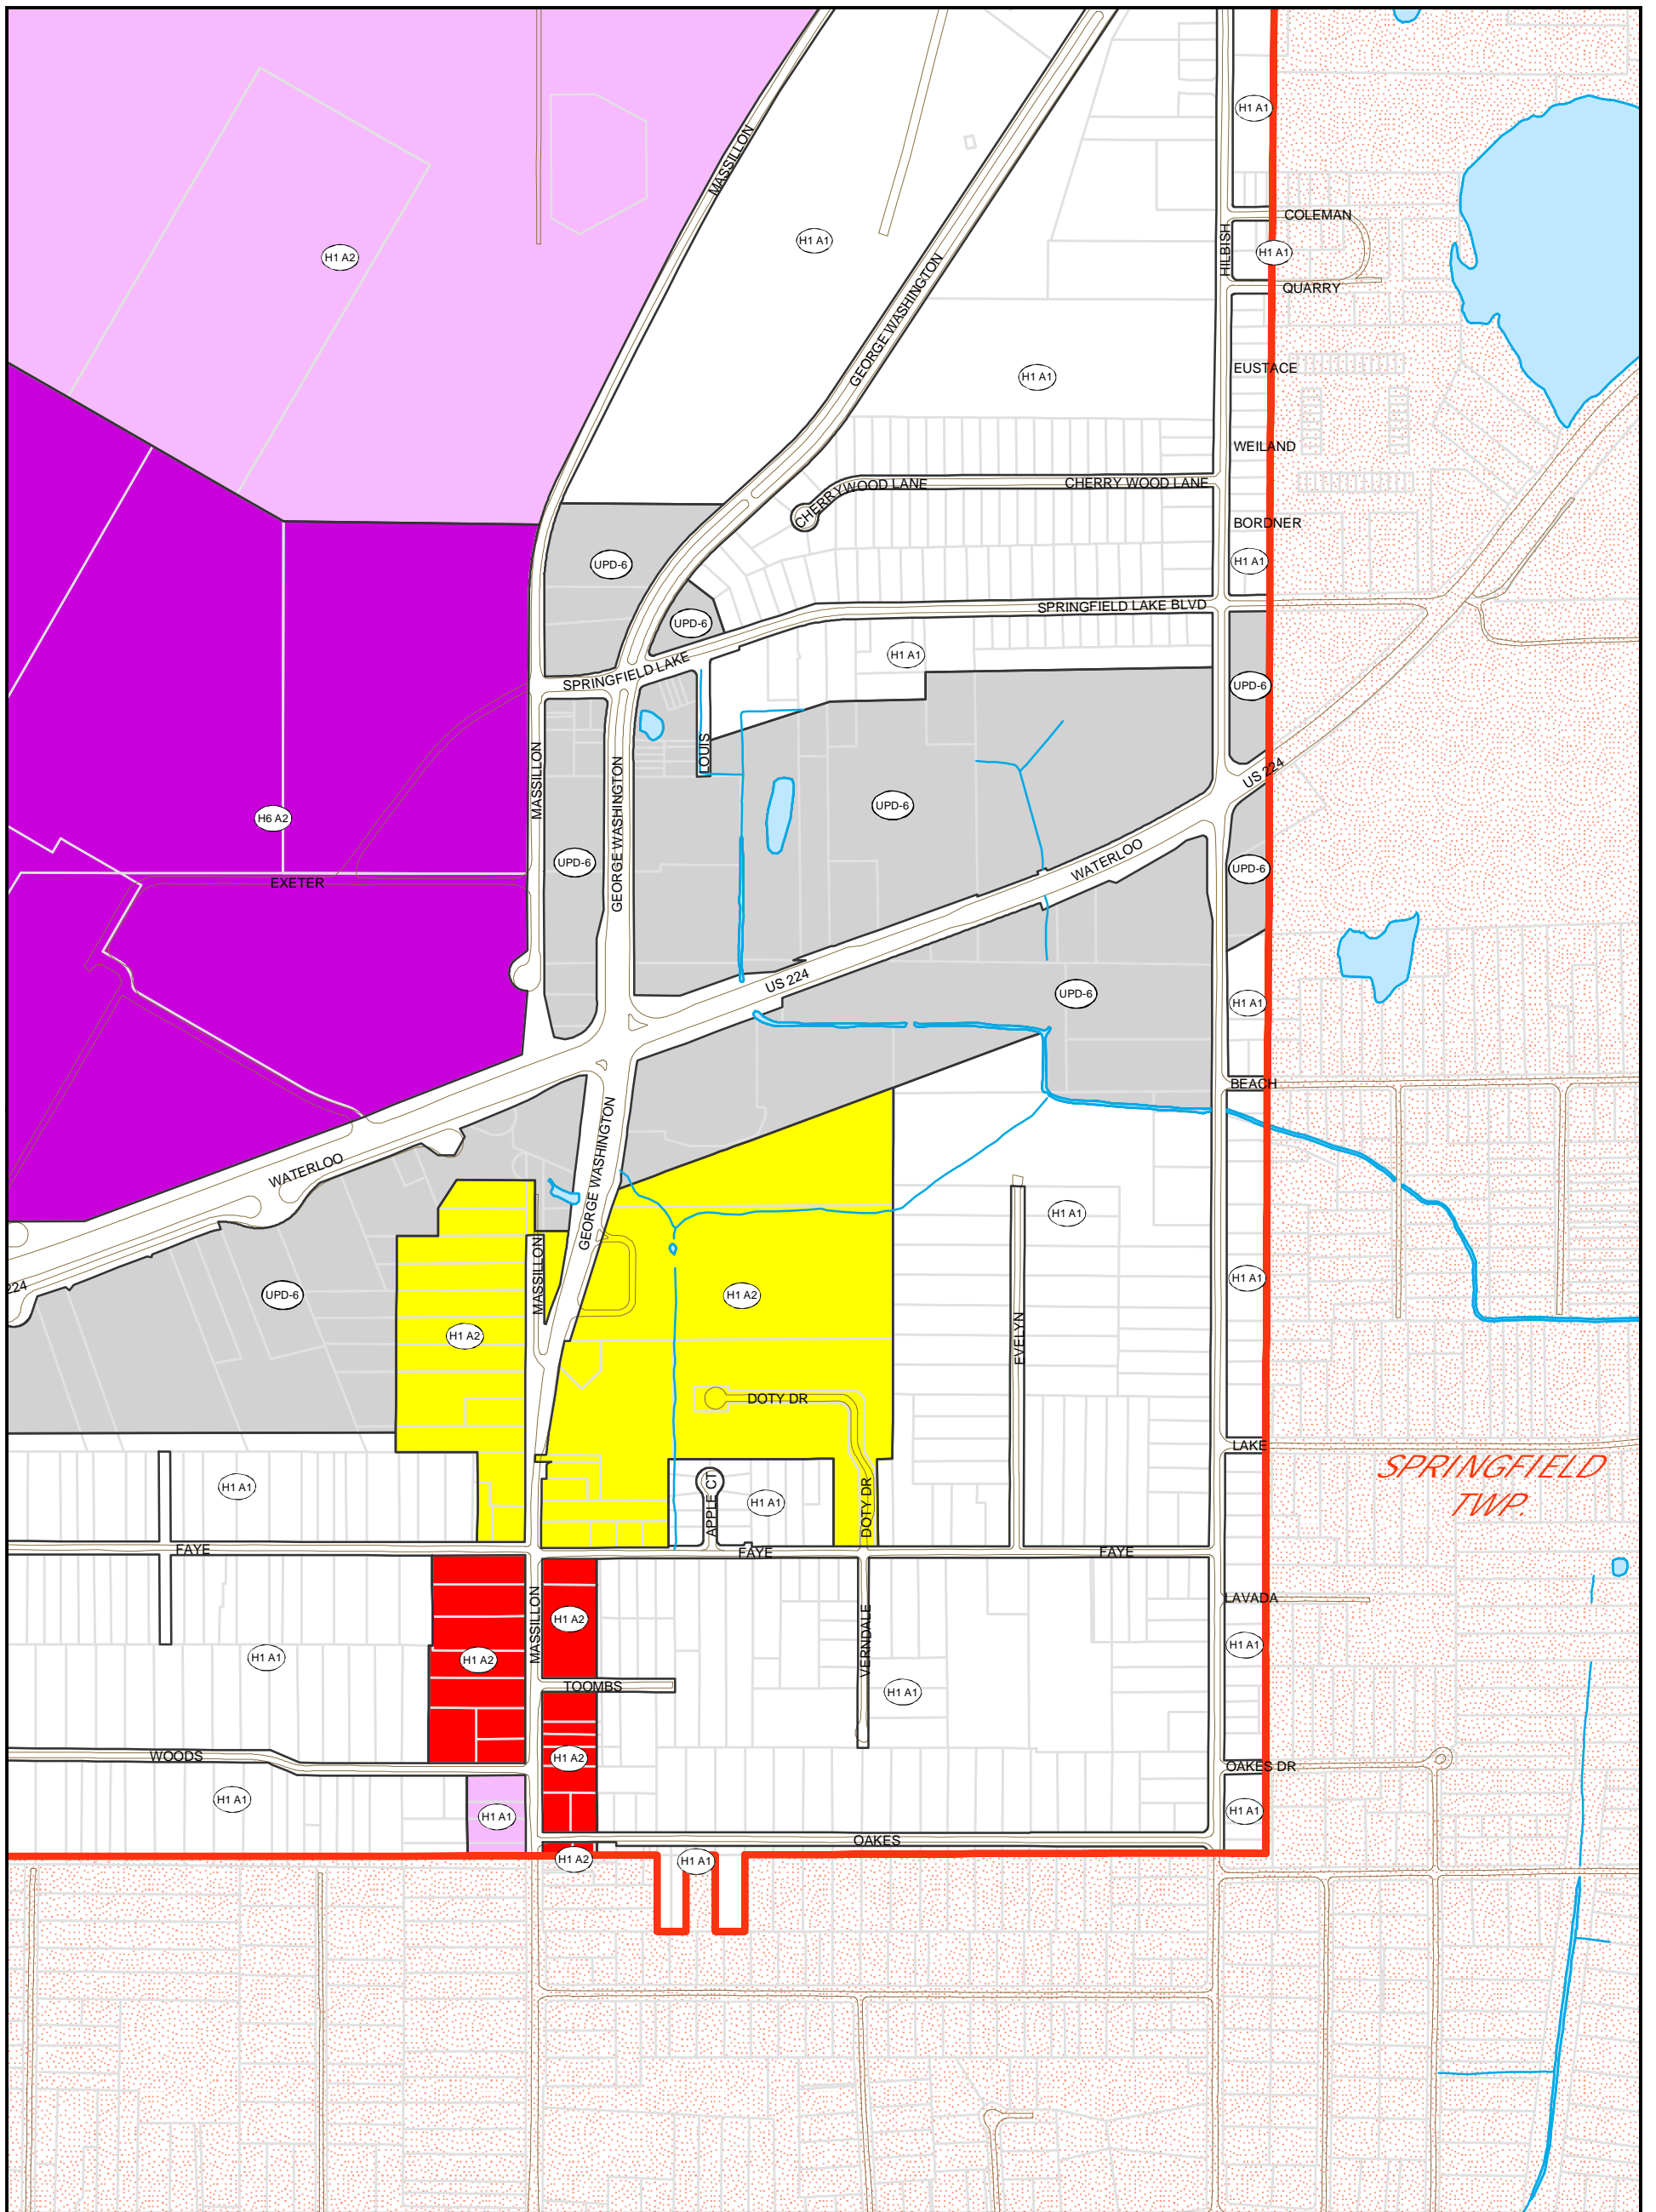 H1 A1
MASSILLON
COLEMAN
H1 A1
HILBISH
H1 A1
H1 A2
QUARRY
GEORGE WASHINGTON
EUSTACE
H1 A1
WEILAND
CHERRYWOOD LANE
CHERRY WOOD LANE
BORDNER
H1 A1
UPD-6
SPRINGFIELD LAKE BLVD
UPD-6
H1 A1
SPRINGFIELD LAKE
UPD-6
LOUIS
MASSILLON
GEORGE WASHINGTON
US 224
UPD-6
H6 A2
UPD-6
WATERLOO
UPD-6
EXETER
US 224
UPD-6
H1 A1
BEACH
GEORGE WASHINGTON
WATERLOO
H1 A1
MASSILLON
H1 A1
224
UPD-6
H1 A2
H1 A2
EVELYN
DOTY DR
LAKE
SPRINGFIELD
TWP.
H1 A1
APPLE CT
H1 A1
DOTY DR
FAYE
FAYE
FAYE
LAVADA
MASSILLON
H1 A2
VERNDALE
H1 A1
H1 A1
H1 A2
TOOMBS
H1 A1
WOODS
H1 A2
OAKES DR
H1 A1
H1 A1
H1 A1
OAKES
H1 A2
H1 A1